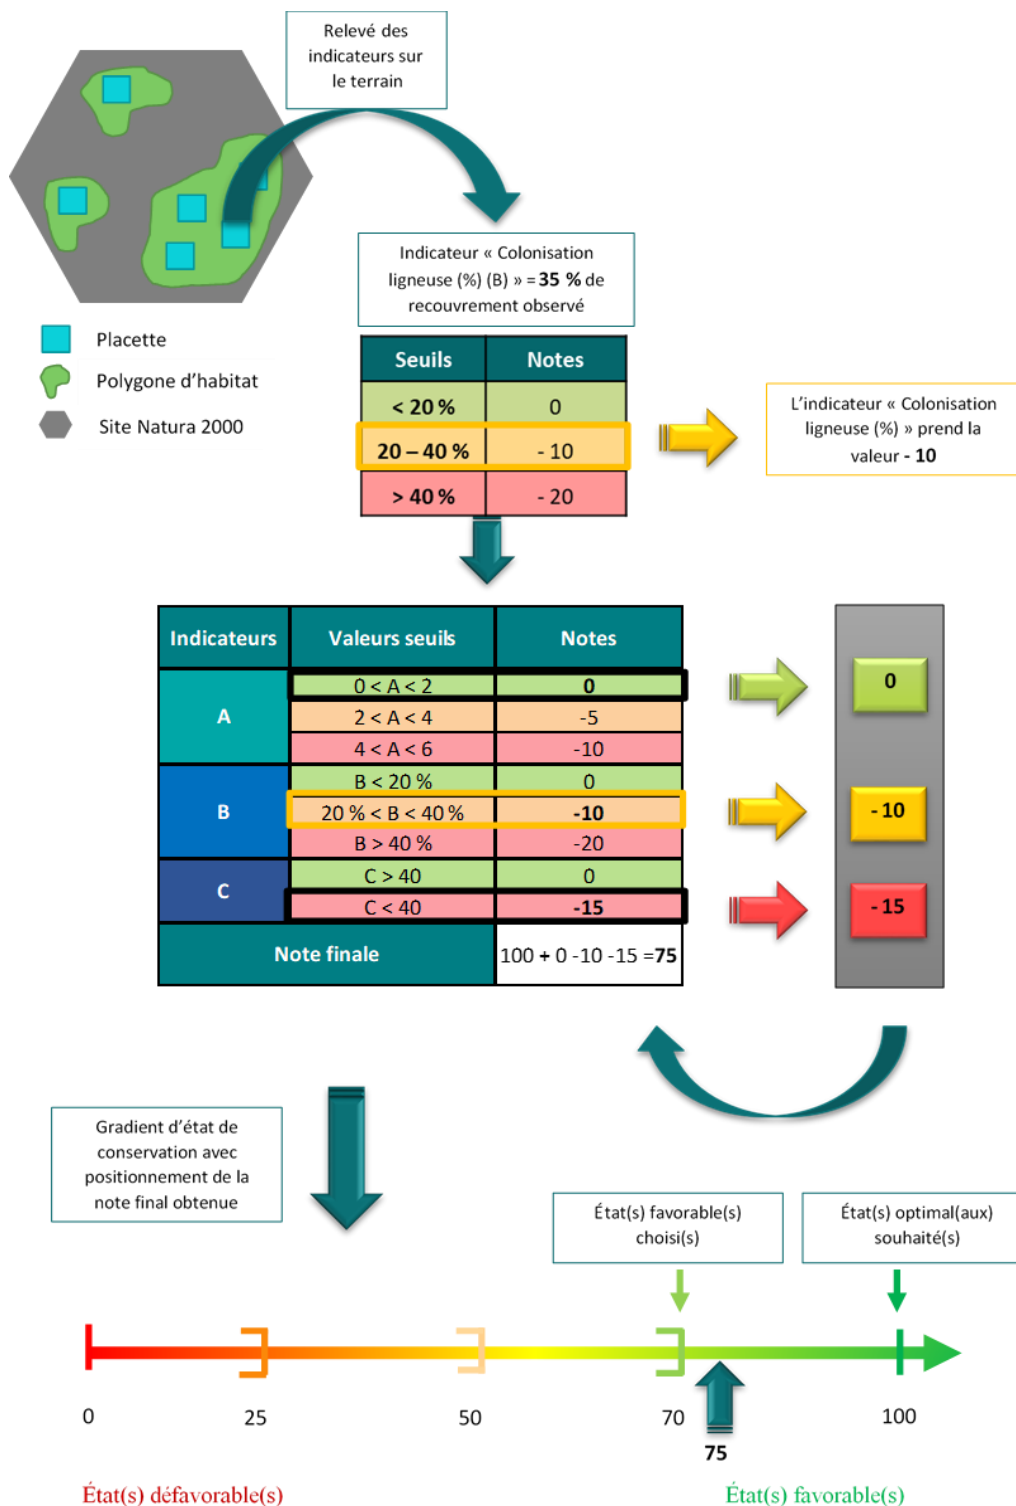 Relevé des
indicateurs sur
le terrain
Indicateur « Colonisation
ligneuse (%) (B) » = 35 % de
recouvrement observé
Placette
Polygone d’habitat
Site Natura 2000
Seuils Notes
< 20 % 0
20 – 40 % - 10
> 40 % - 20
L’indicateur « Colonisation
ligneuse (%) » prend la
valeur - 10
Indicateurs Valeurs seuils Notes
A
0 < A < 2 0
2 < A < 4 -5
4 < A < 6 -10
B
B < 20 % 0
20 % < B < 40 % -10
B > 40 % -20
C
C > 40 0
C < 40 -15
Note finale 100 + 0 -10 -15 =75
0
- 10
- 15
Gradient d’état de
conservation avec
positionnement de la
note final obtenue
État(s) favorable(s)
choisi(s)
État(s) optimal(aux)
souhaité(s)
0 25 50 70 100
75
État(s) défavorable(s) État(s) favorable(s)